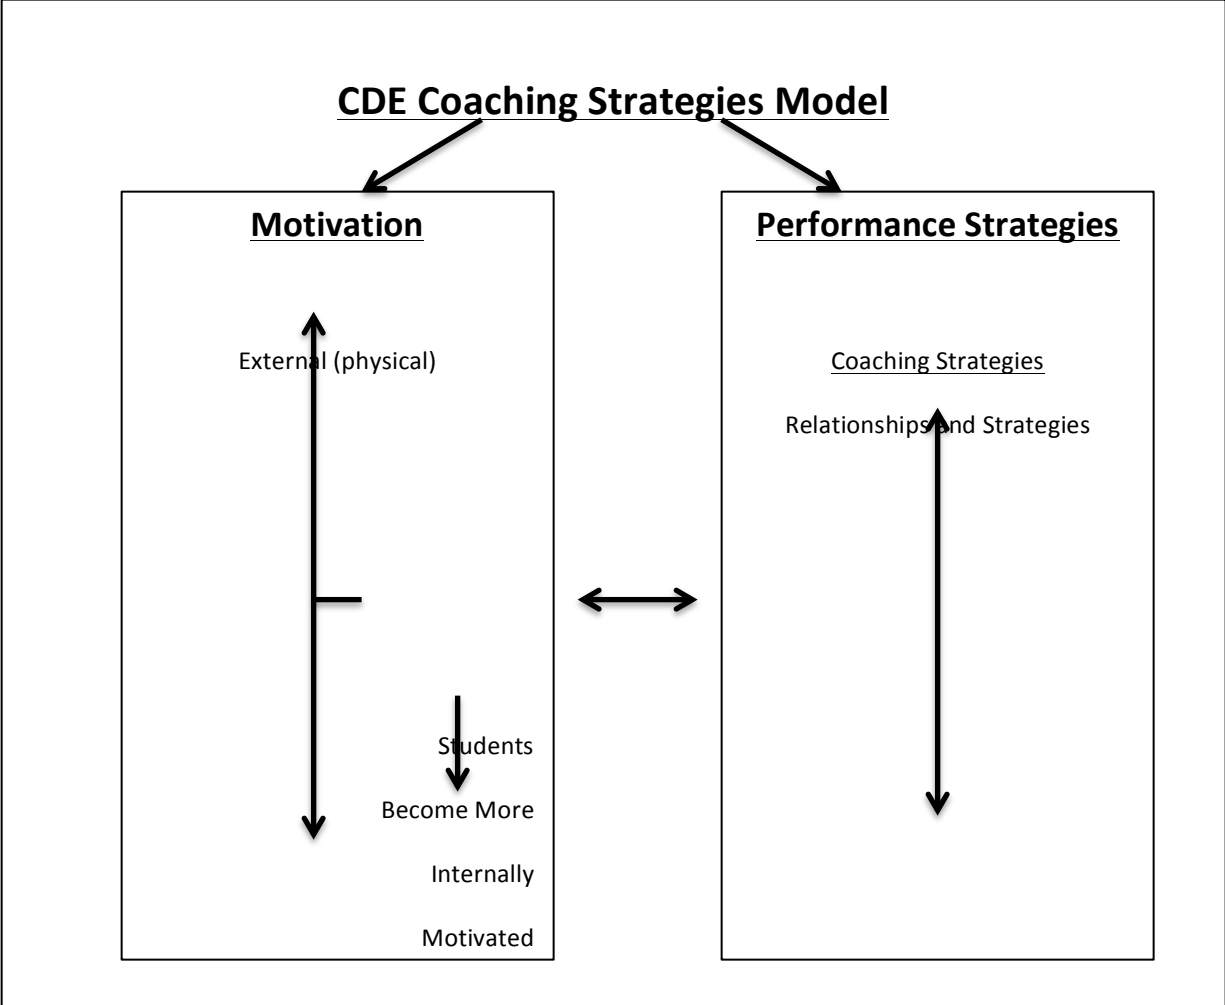 CDE Coaching Strategies Model
Motivation
External (physical)
Students
Become More
Internally
Motivated
Performance Strategies
Coaching Strategies
Relationships and Strategies